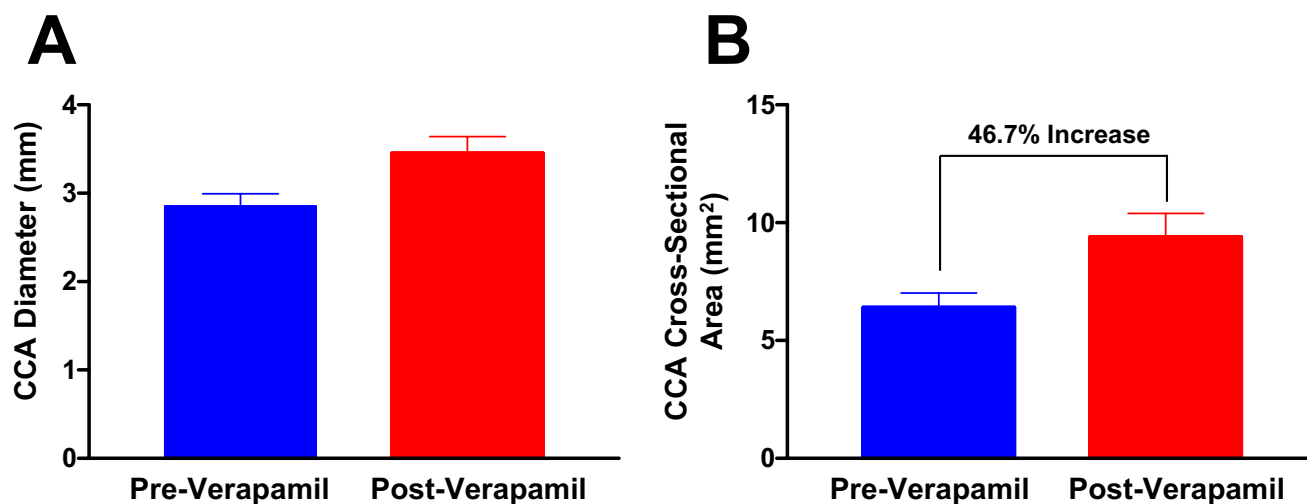 A
CCA Diameter (mm)
4
3
2
1
0
Pre-Verapamil
Post-Verapamil
B
CCA Cross-Sectional
Area (mm²)
15
10
5
0
46.7% Increase
Pre-Verapamil
Post-Verapamil